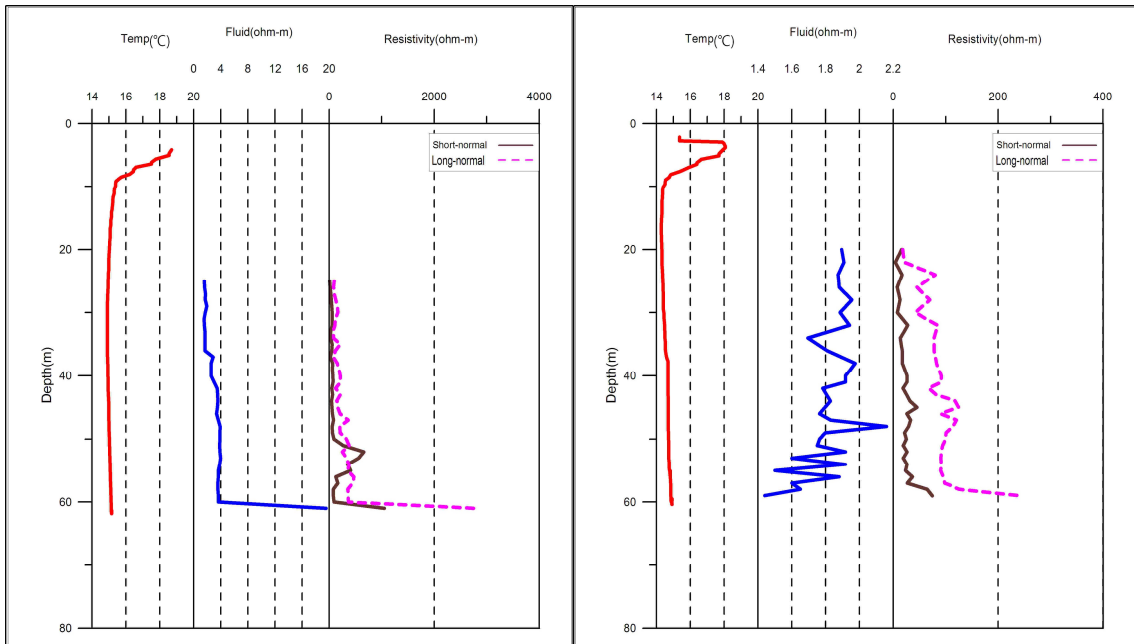 Temp(℃)
Fluid(ohm-m)
Resistivity(ohm-m)
0 4 8 12 16 20
14 16 18 20
0 2000 4000
Short-normal
Long-normal
Depth(m)
0
20
40
60
80
Temp(℃)
Fluid(ohm-m)
Resistivity(ohm-m)
1.4 1.6 1.8 2 2.2
14 16 18 20
0 200 400
Short-normal
Long-normal
Depth(m)
0
20
40
60
80